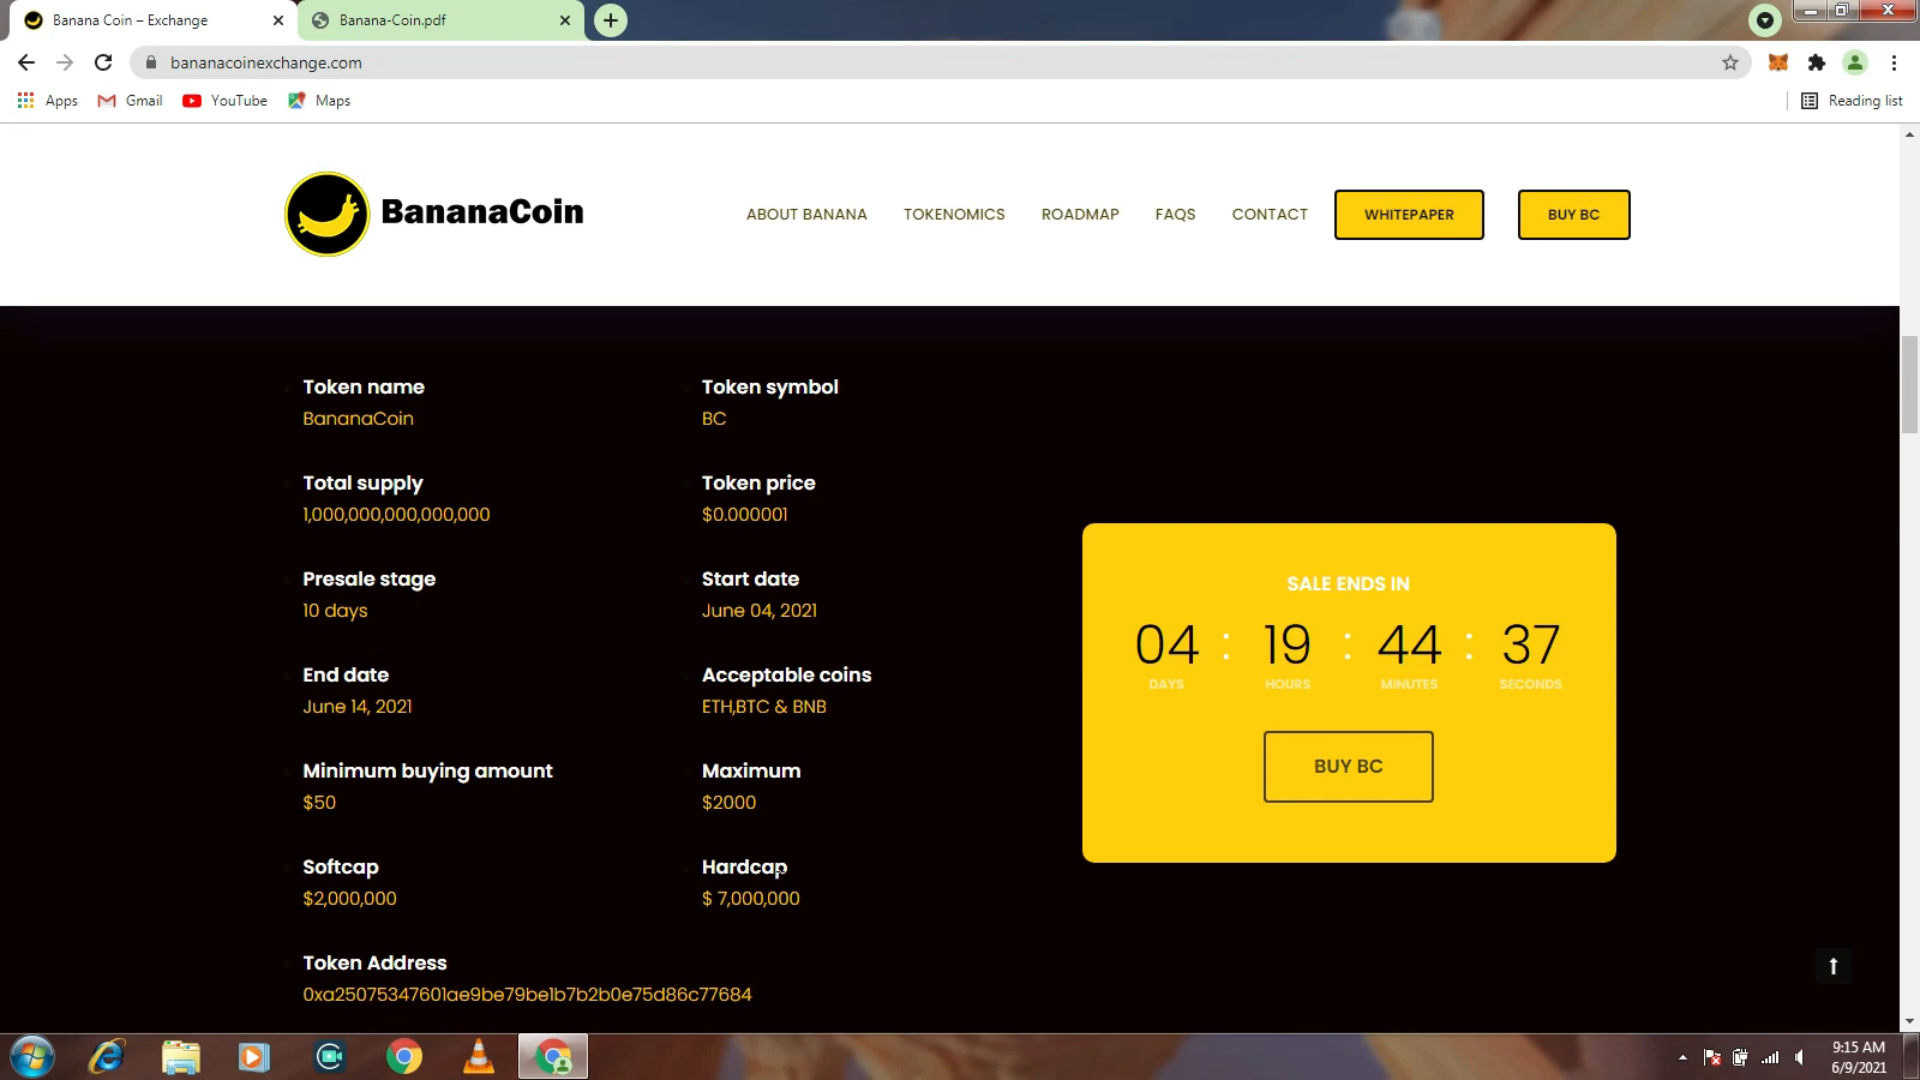 Banana Coin – Exchange
Banana-Coin.pdf
bananacoinexchange.com
Apps
Gmail
YouTube
Maps
Reading list
BananaCoin
ABOUT BANANA
TOKENOMICS
ROADMAP
FAQS
CONTACT
WHITEPAPER
BUY BC
Token name
BananaCoin
Token symbol
BC
Total supply
1,000,000,000,000,000
Token price
$0.000001
Presale stage
10 days
Start date
June 04, 2021
End date
June 14, 2021
Acceptable coins
ETH,BTC & BNB
Minimum buying amount
$50
Maximum
$2000
Softcap
$2,000,000
Hardcap
$ 7,000,000
Token Address
0xa25075347601ae9be79be1b7b2b0e75d86c77684
SALE ENDS IN
04 : 19 : 44 : 37
DAYS HOURS MINUTES SECONDS
BUY BC
9:15 AM
6/9/2021